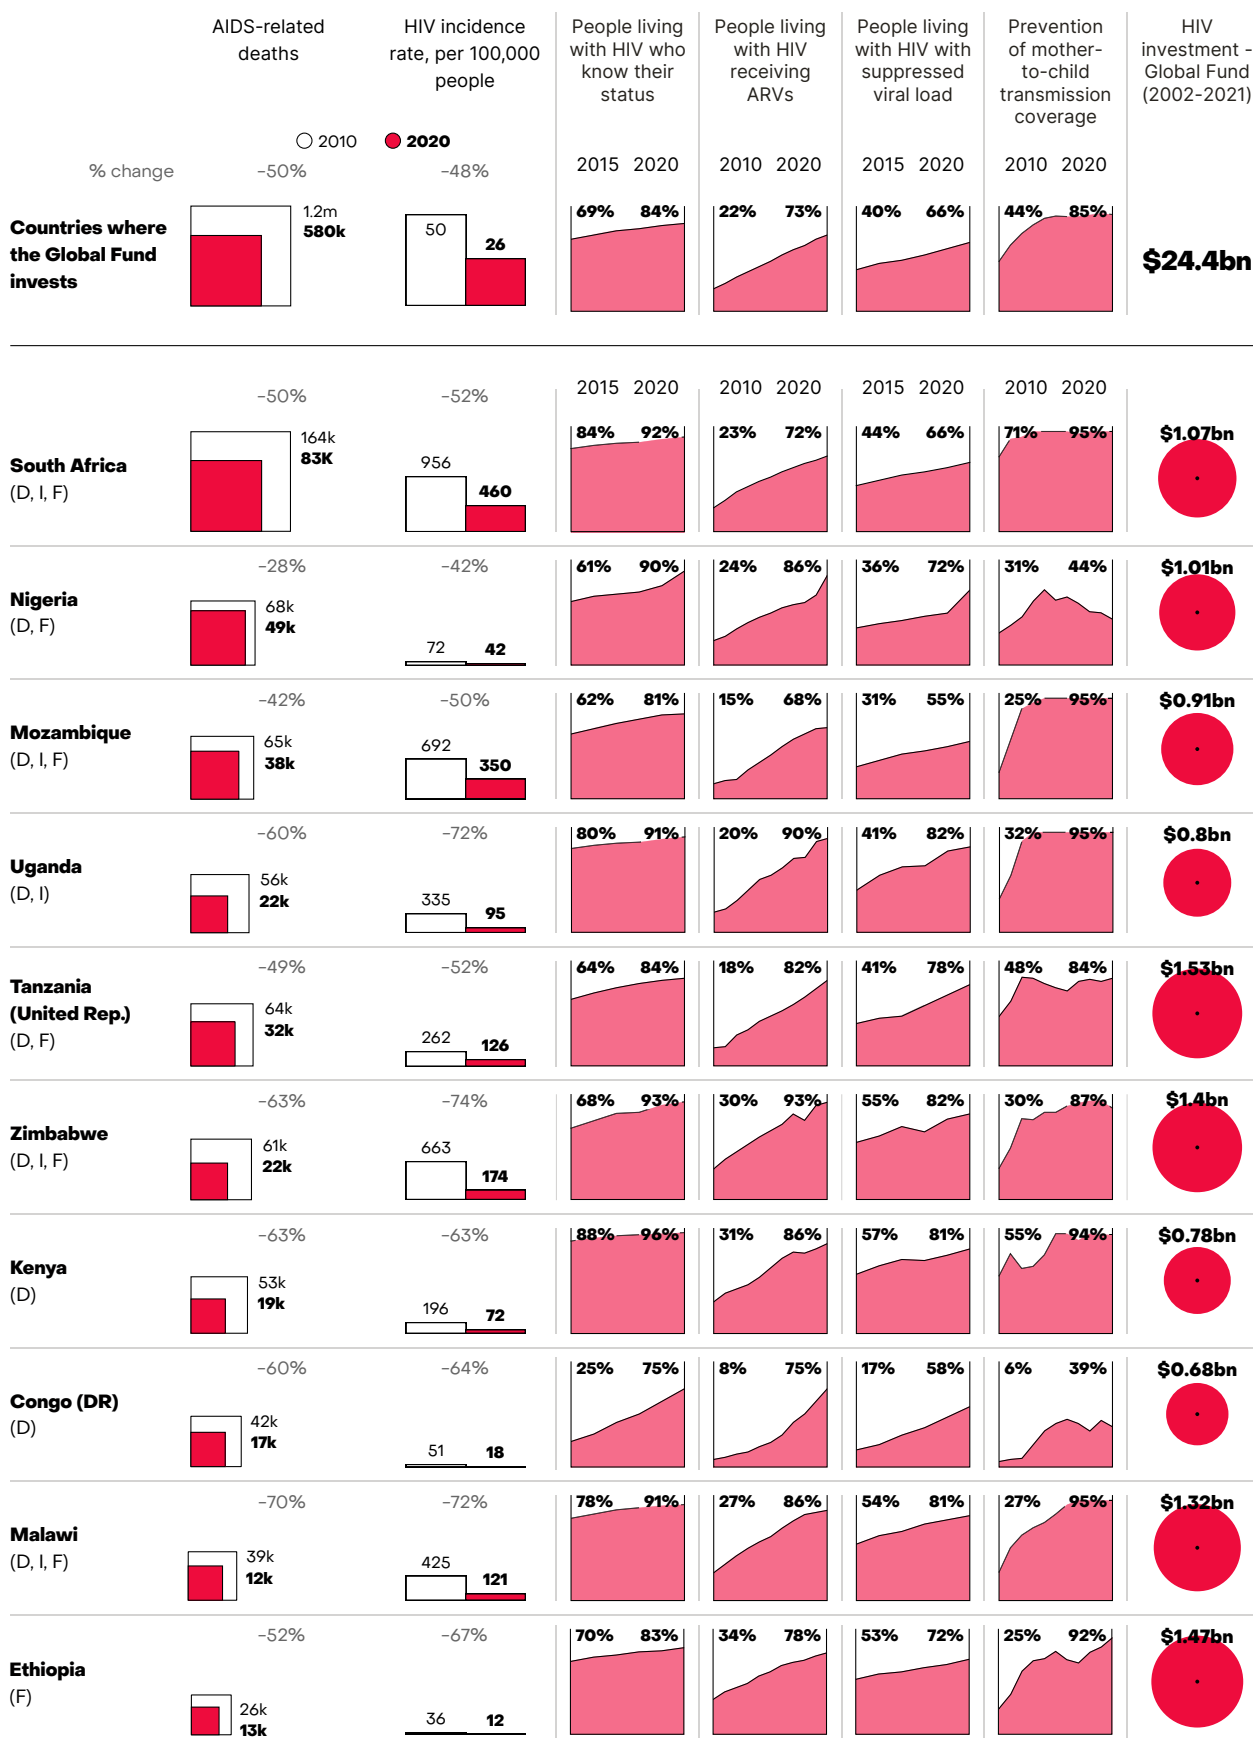 AIDS-related
deaths
HIV incidence
rate, per 100,000
people
People living
with HIV who
know their
status
People living
with HIV
receiving
ARVs
People living
with HIV with
suppressed
viral load
Prevention
of mother-
to-child
transmission
coverage
HIV
investment -
Global Fund
(2002-2021)
2010 2020
% change -50% -48% 2015 2020 2010 2020 2015 2020 2010 2020
Countries where
the Global Fund
invests
1.2m
580k
50
26
69% 84% 22% 73% 40% 66% 44% 85%
$24.4bn
-50% -52% 2015 2020 2010 2020 2015 2020 2010 2020
South Africa
(D, I, F)
164k
83K
956
460
84% 92% 23% 72% 44% 66% 71% 95% $1.07bn
-28% -42%
Nigeria
(D, F)
68k
49k
72 42
61% 90% 24% 86% 36% 72% 31% 44% $1.01bn
-42% -50%
Mozambique
(D, I, F)
65k
38k
692
350
62% 81% 15% 68% 31% 55% 25% 95% $0.91bn
-60% -72%
Uganda
(D, I)
56k
22k
335
95
80% 91% 20% 90% 41% 82% 32% 95% $0.8bn
-49% -52%
Tanzania
(United Rep.)
(D, F)
64k
32k
262 126
64% 84% 18% 82% 41% 78% 48% 84% $1.53bn
-63% -74%
Zimbabwe
(D, I, F)
61k
22k
663
174
68% 93% 30% 93% 55% 82% 30% 87% $1.4bn
-63% -63%
Kenya
(D)
53k
19k
196 72
88% 96% 31% 86% 57% 81% 55% 94% $0.78bn
-60% -64%
Congo (DR)
(D)
42k
17k
51 18
25% 75% 8% 75% 17% 58% 6% 39% $0.68bn
-70% -72%
Malawi
(D, I, F)
39k
12k
425
121
78% 91% 27% 86% 54% 81% 27% 95% $1.32bn
-52% -67%
Ethiopia
(F)
26k
13k
36 12
70% 83% 34% 78% 53% 72% 25% 92% $1.47bn